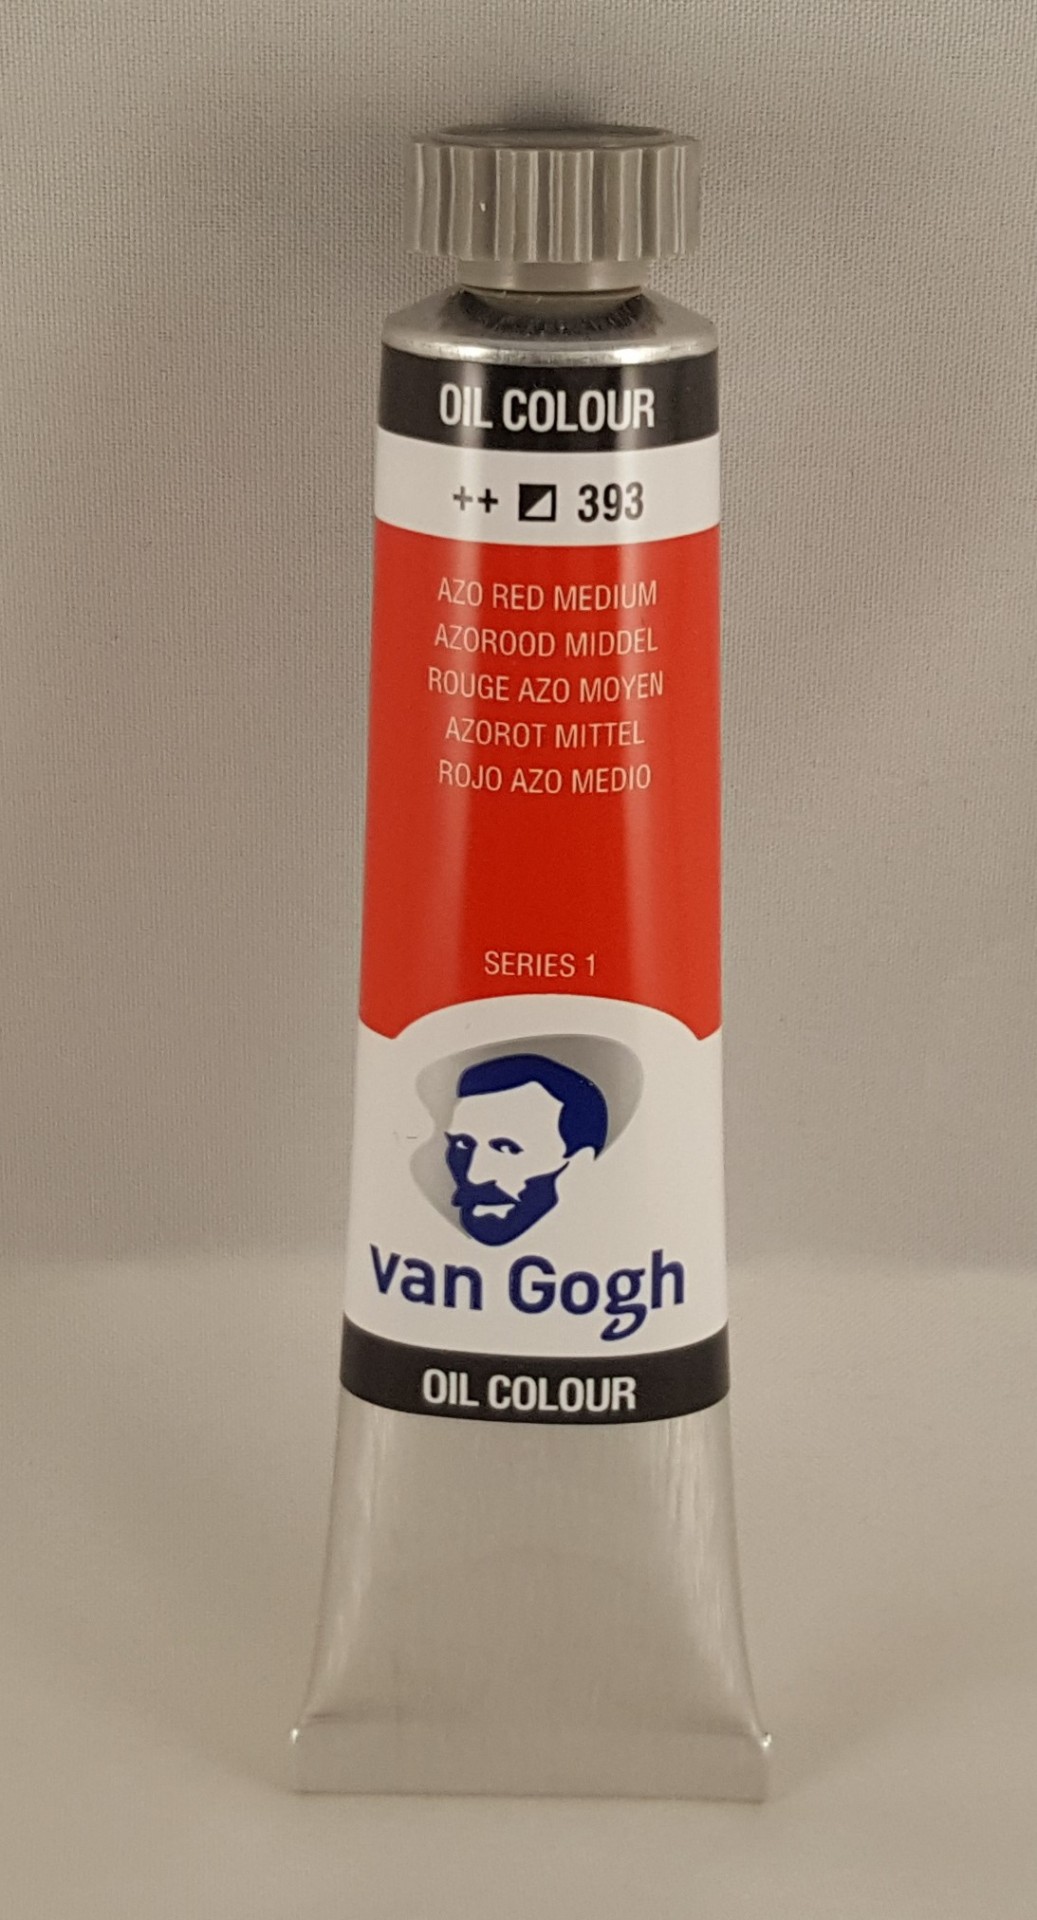 OIL COLOUR
++ 393
AZO RED MEDIUM
AZOROOD MIDDEL
ROUGE AZO MOYEN
AZOROT MITTEL
ROJO AZO MEDIO
SERIES 1
van Gogh
OIL COLOUR